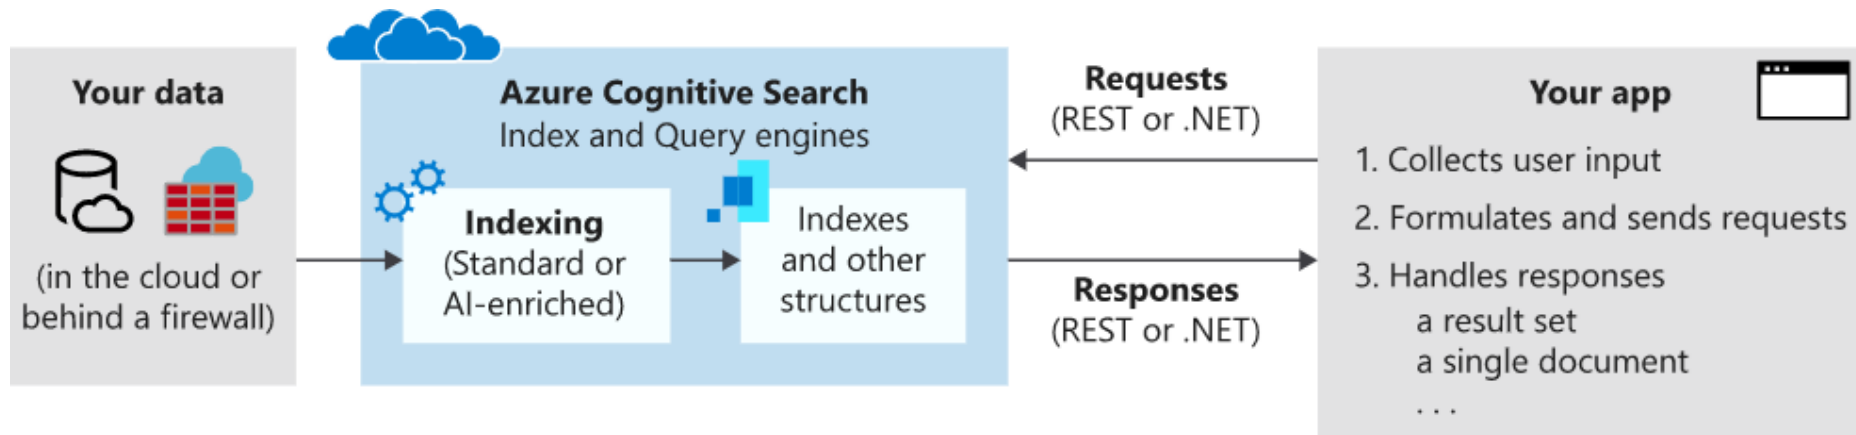 Your data
(in the cloud or
behind a firewall)
Azure Cognitive Search
Index and Query engines
Indexing
(Standard or
AI-enriched)
Indexes
and other
structures
Requests
(REST or .NET)
Responses
(REST or .NET)
Your app
1. Collects user input
2. Formulates and sends requests
3. Handles responses
a result set
a single document
. . .